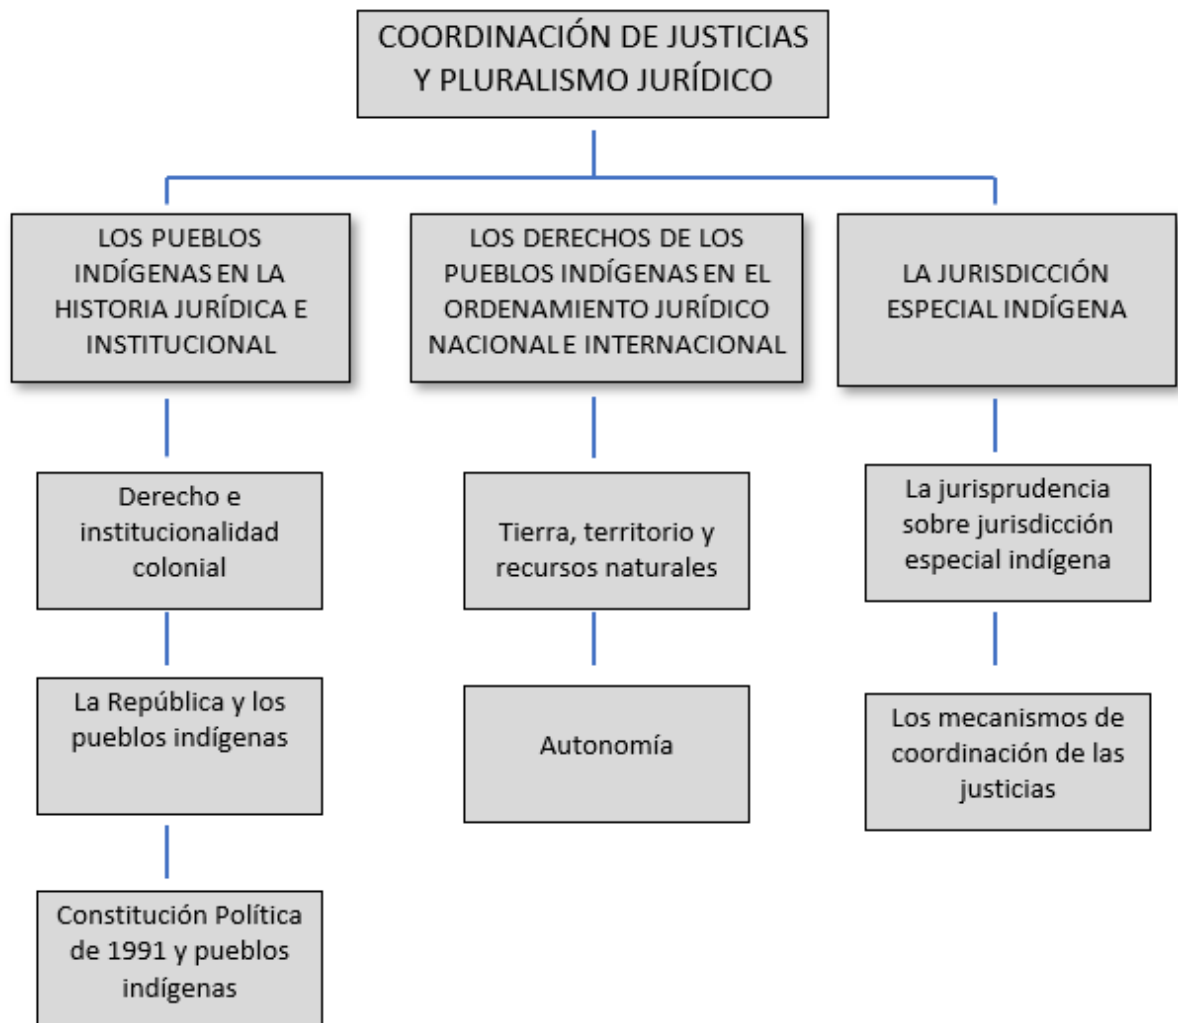 COORDINACIÓN DE JUSTICIAS
Y PLURALISMO JURÍDICO
LOS PUEBLOS
INDÍGENAS EN LA
HISTORIA JURÍDICA E
INSTITUCIONAL
LOS DERECHOS DE LOS
PUEBLOS INDÍGENAS EN EL
ORDENAMIENTO JURÍDICO
NACIONAL E INTERNACIONAL
LA JURISDICCIÓN
ESPECIAL INDÍGENA
Derecho e
institucionalidad
colonial
Tierra, territorio y
recursos naturales
La jurisprudencia
sobre jurisdicción
especial indígena
La República y los
pueblos indígenas
Autonomía
Los mecanismos de
coordinación de las
justicias
Constitución Política
de 1991 y pueblos
indígenas